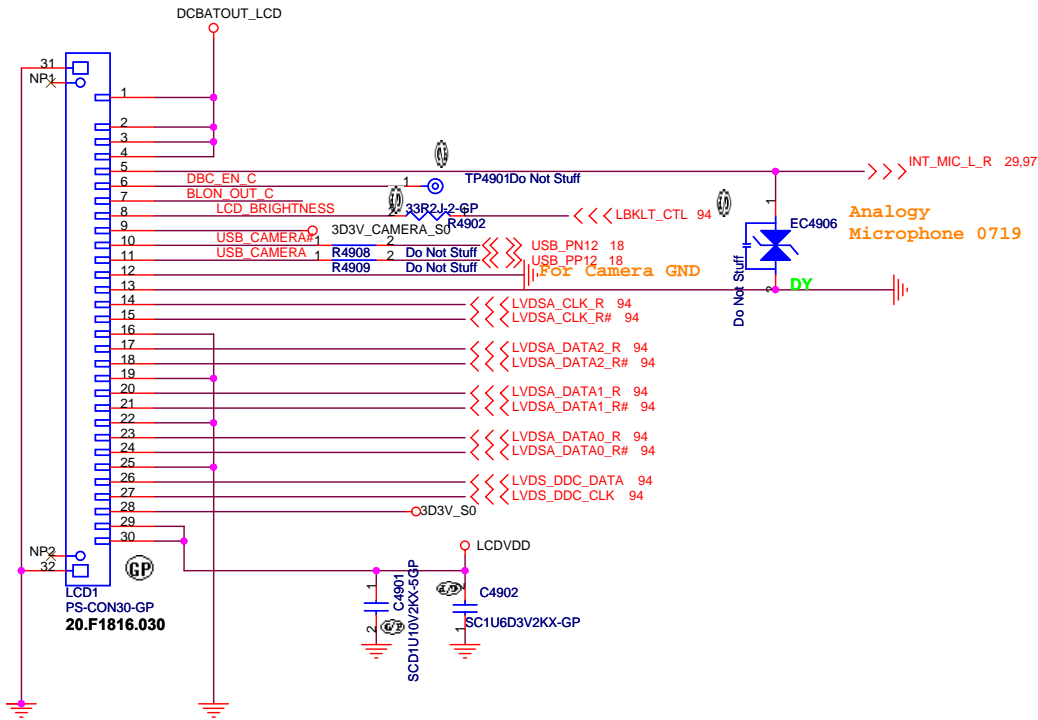 DCBATOUT_LCD
31
NP1
1
2
3
4
5
INT_MIC_L_R 29,97
6
DBC_EN_C
1
TP4901Do Not Stuff
7
BLON_OUT_C
8
LCD_BRIGHTNESS
2
33R2J-2-GP
1
R4902
LBKLT_CTL 94
1
EC4906
Analogy
Microphone 0719
9
3D3V_CAMERA_S0
10
USB_CAMERA#
1
R4908
2
Do Not Stuff
USB_PN12 18
11
USB_CAMERA
1
R4909
2
Do Not Stuff
USB_PP12 18
12
For Camera GND
Do Not Stuff
2
DY
13
14
LVDSA_CLK_R 94
15
LVDSA_CLK_R# 94
16
17
LVDSA_DATA2_R 94
18
LVDSA_DATA2_R# 94
19
20
LVDSA_DATA1_R 94
21
LVDSA_DATA1_R# 94
22
23
LVDSA_DATA0_R 94
24
LVDSA_DATA0_R# 94
25
26
LVDS_DDC_DATA 94
27
LVDS_DDC_CLK 94
28
3D3V_S0
29
30
NP2
32
GP
LCDVDD
LCD1
PS-CON30-GP
20.F1816.030
1
2
C4901
SCD1U10V2KX-5GP
2
1
C4902
SC1U6D3V2KX-GP